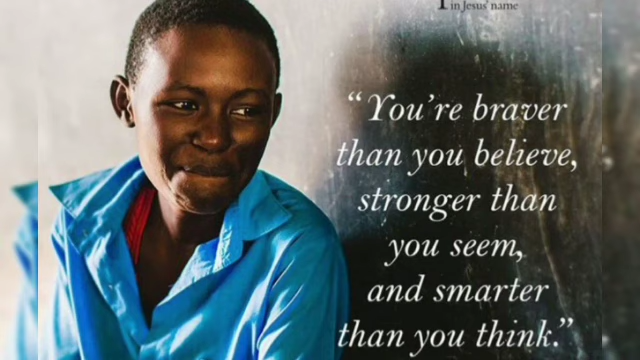 in Jesus' name
“You’re braver
than you believe,
stronger than
you seem,
and smarter
than you think.”